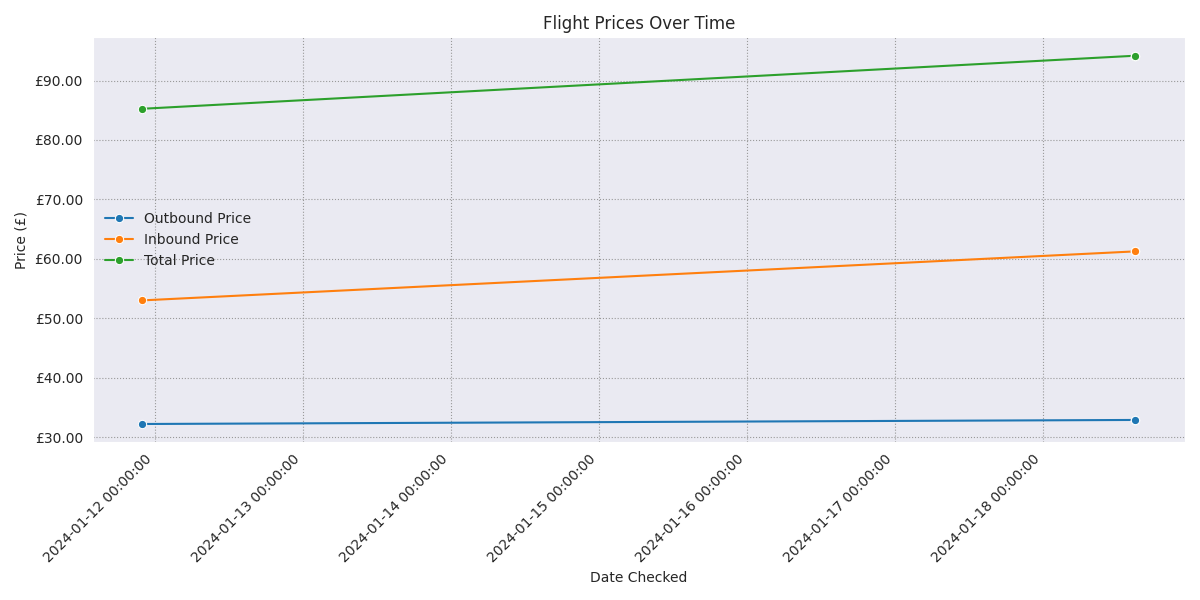 Flight Prices Over Time
Price (£)
£90.00
£80.00
£70.00
£60.00
£50.00
£40.00
£30.00
Outbound Price
Inbound Price
Total Price
2024-01-12 00:00:00
2024-01-13 00:00:00
2024-01-14 00:00:00
2024-01-15 00:00:00
2024-01-16 00:00:00
2024-01-17 00:00:00
2024-01-18 00:00:00
Date Checked